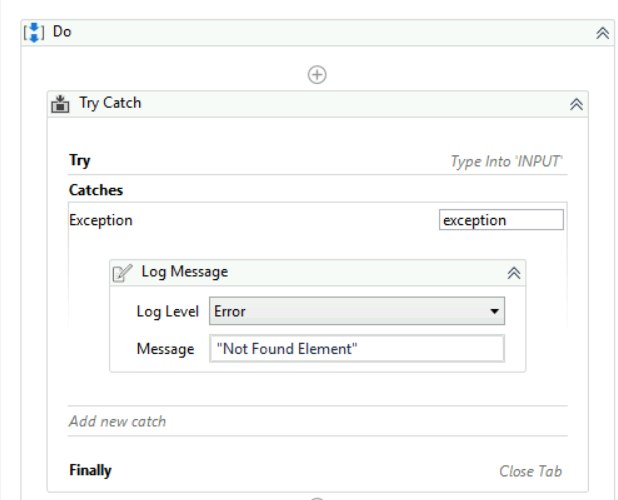 Do
Try Catch
Try Type Into 'INPUT'
Catches
Exception exception
Log Message
Log Level Error
Message "Not Found Element"
Add new catch
Finally Close Tab